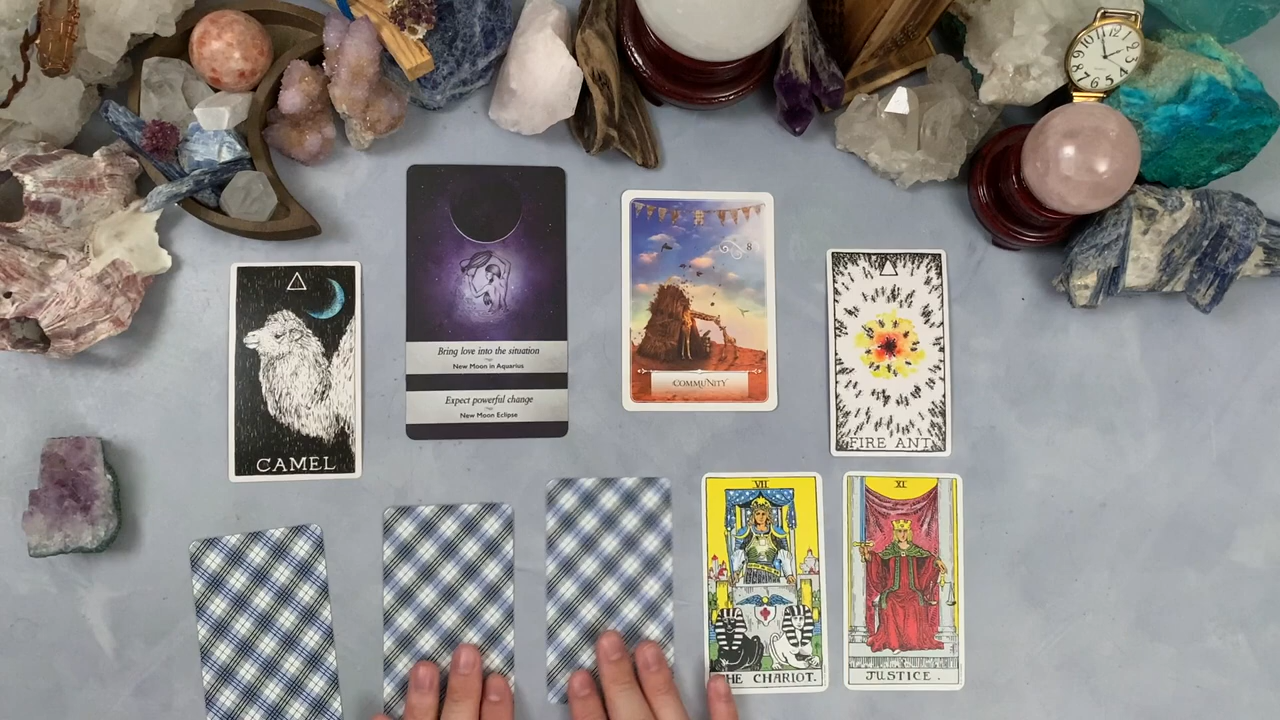 CAMEL
Bring love into the situation
New Moon in Aquarius
Expect powerful change
New Moon Eclipse
8
COMMUNITY
FIRE ANT
VII
THE CHARIOT.
XI
JUSTICE.